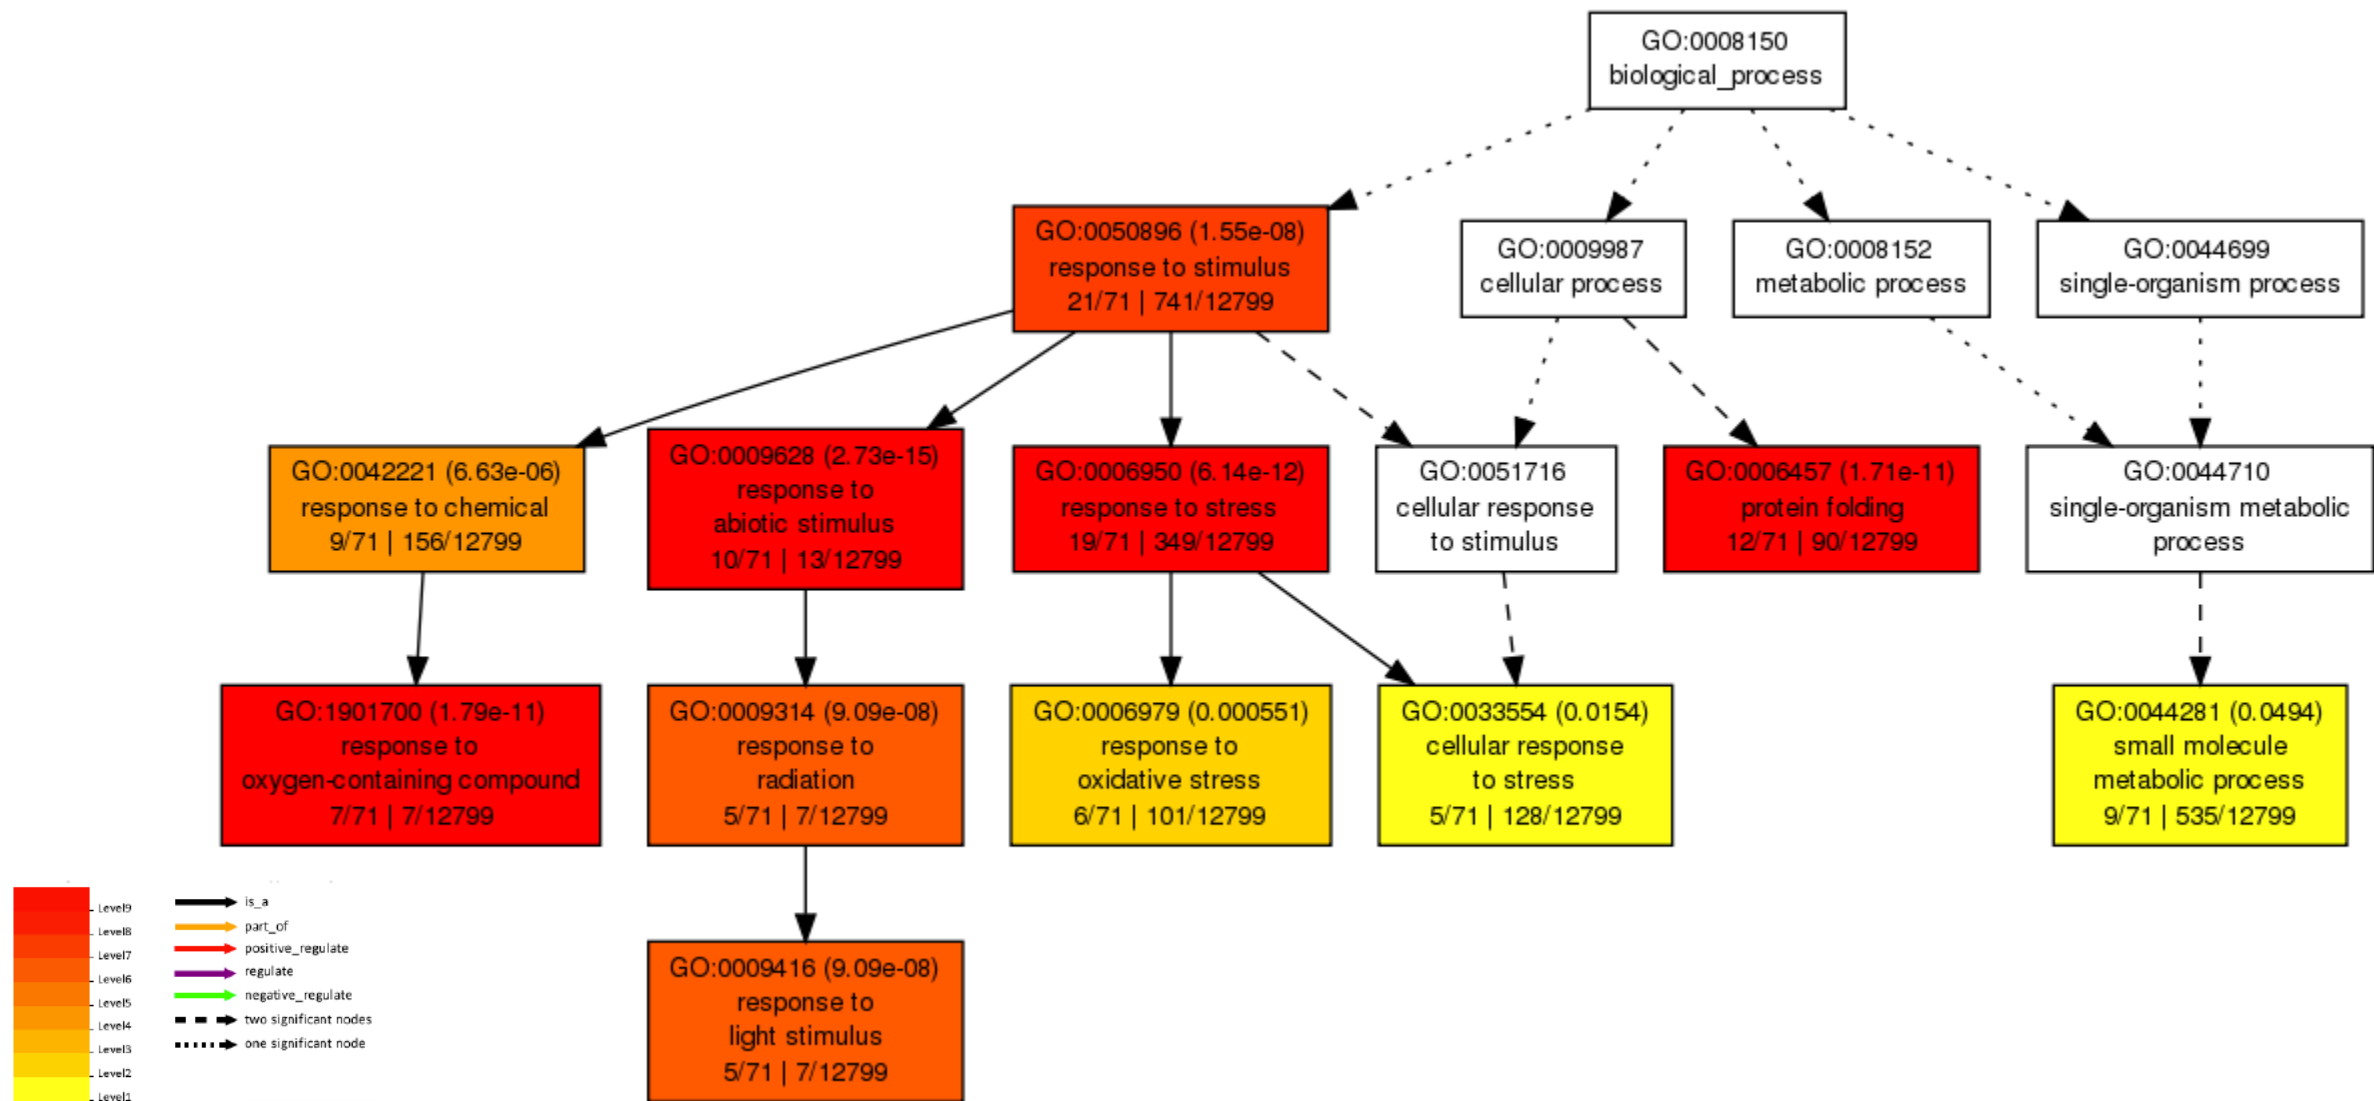 GO:0008150
biological_process
GO:0050896 (1.55e-08)
response to stimulus
21/71 | 741/12799
GO:0009987
cellular process
GO:0008152
metabolic process
GO:0044699
single-organism process
GO:0042221 (6.63e-06)
response to chemical
9/71 | 156/12799
GO:0009628 (2.73e-15)
response to
abiotic stimulus
10/71 | 13/12799
GO:0006950 (6.14e-12)
response to stress
19/71 | 349/12799
GO:0051716
cellular response
to stimulus
GO:0006457 (1.71e-11)
protein folding
12/71 | 90/12799
GO:0044710
single-organism metabolic
process
GO:1901700 (1.79e-11)
response to
oxygen-containing compound
7/71 | 7/12799
GO:0009314 (9.09e-08)
response to
radiation
5/71 | 7/12799
GO:0006979 (0.000551)
response to
oxidative stress
6/71 | 101/12799
GO:0033554 (0.0154)
cellular response
to stress
5/71 | 128/12799
GO:0044281 (0.0494)
small molecule
metabolic process
9/71 | 535/12799
GO:0009416 (9.09e-08)
response to
light stimulus
5/71 | 7/12799
Level9
Level8
Level7
Level6
Level5
Level4
Level3
Level2
Level1
is_a
part_of
positive_regulate
regulate
negative_regulate
two significant nodes
one significant node